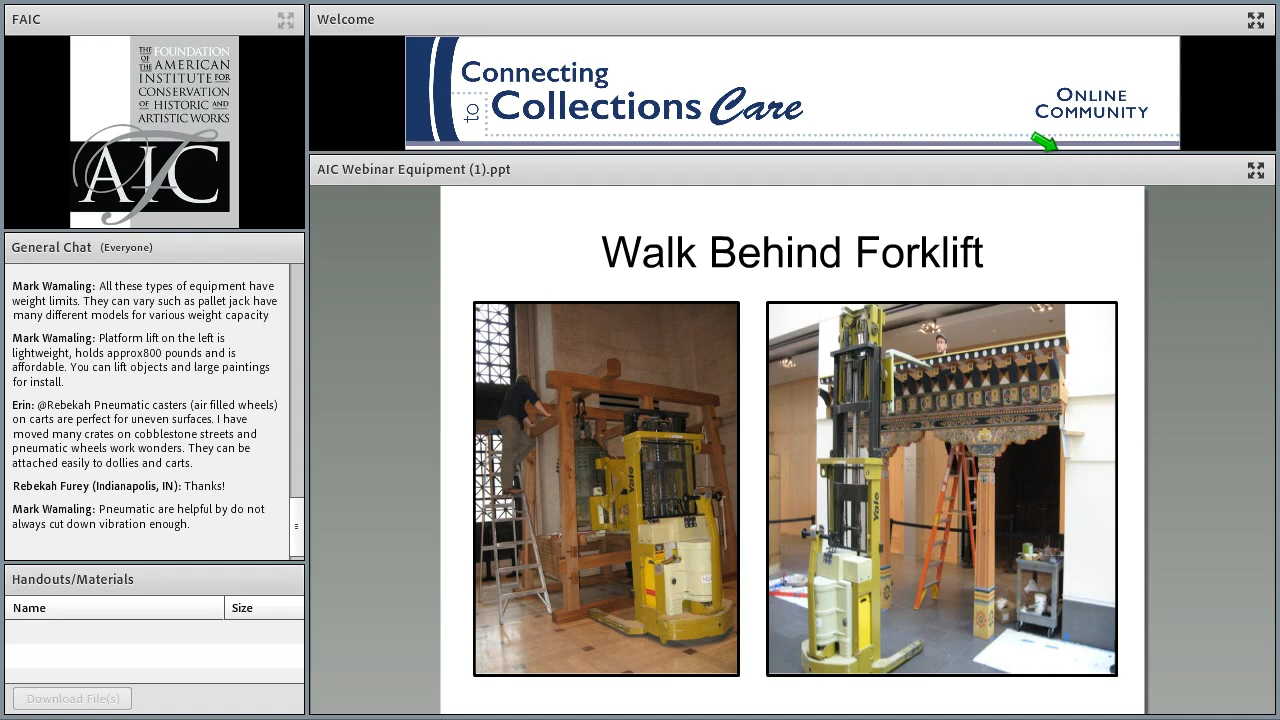 FAIC
THE FOUNDATION
OF THE AMERICAN
INSTITUTE FOR
CONSERVATION
OF HISTORIC AND
ARTISTIC WORKS
FAIC
General Chat (Everyone)
Mark Wamaling: All these types of equipment have
weight limits. They can vary such as pallet jack have
many different models for various weight capacity
Mark Wamaling: Platform lift on the left is
lightweight, holds approx800 pounds and is
affordable. You can lift objects and large paintings
for install.
Erin: @Rebekah Pneumatic casters (air filled wheels)
on carts are perfect for uneven surfaces. I have
moved many crates on cobblestone streets and
pneumatic wheels work wonders. They can be
attached easily to dollies and carts.
Rebekah Furey (Indianapolis, IN): Thanks!
Mark Wamaling: Pneumatic are helpful by do not
always cut down vibration enough.
Handouts/Materials
Name Size
Download File(s)
Welcome
Connecting
to Collections Care
ONLINE
COMMUNITY
AIC Webinar Equipment (1).ppt
Walk Behind Forklift
Yale
Yale